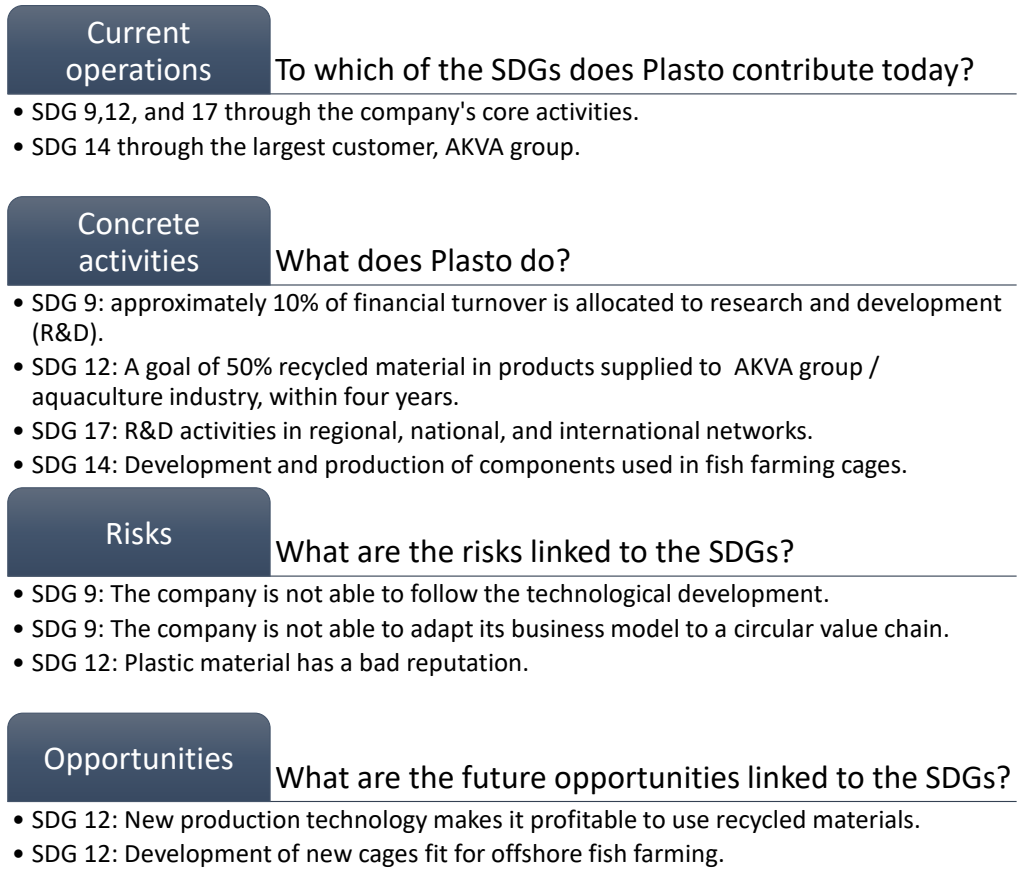 Current
operations
To which of the SDGs does Plasto contribute today?
• SDG 9,12, and 17 through the company's core activities.
• SDG 14 through the largest customer, AKVA group.
Concrete
activities
What does Plasto do?
• SDG 9: approximately 10% of financial turnover is allocated to research and development
(R&D).
• SDG 12: A goal of 50% recycled material in products supplied to AKVA group /
aquaculture industry, within four years.
• SDG 17: R&D activities in regional, national, and international networks.
• SDG 14: Development and production of components used in fish farming cages.
Risks
What are the risks linked to the SDGs?
• SDG 9: The company is not able to follow the technological development.
• SDG 9: The company is not able to adapt its business model to a circular value chain.
• SDG 12: Plastic material has a bad reputation.
Opportunities
What are the future opportunities linked to the SDGs?
• SDG 12: New production technology makes it profitable to use recycled materials.
• SDG 12: Development of new cages fit for offshore fish farming.